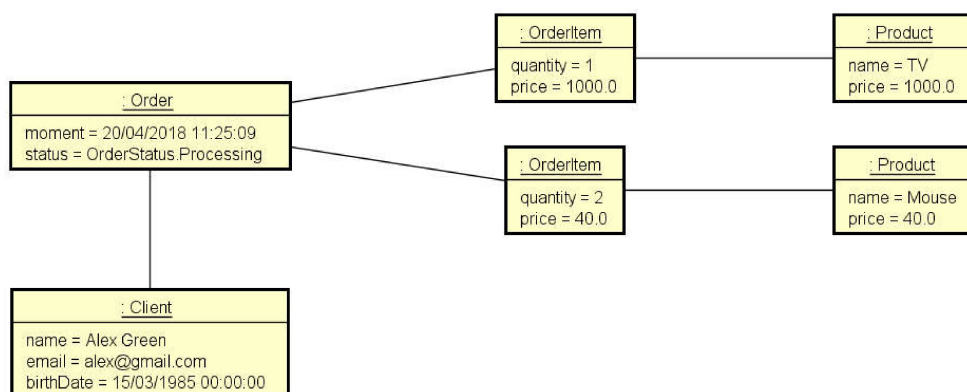 : OrderItem
quantity = 1
price = 1000.0
: Product
name = TV
price = 1000.0
: Order
moment = 20/04/2018 11:25:09
status = OrderStatus.Processing
: OrderItem
quantity = 2
price = 40.0
: Product
name = Mouse
price = 40.0
: Client
name = Alex Green
email = alex@gmail.com
birthDate = 15/03/1985 00:00:00